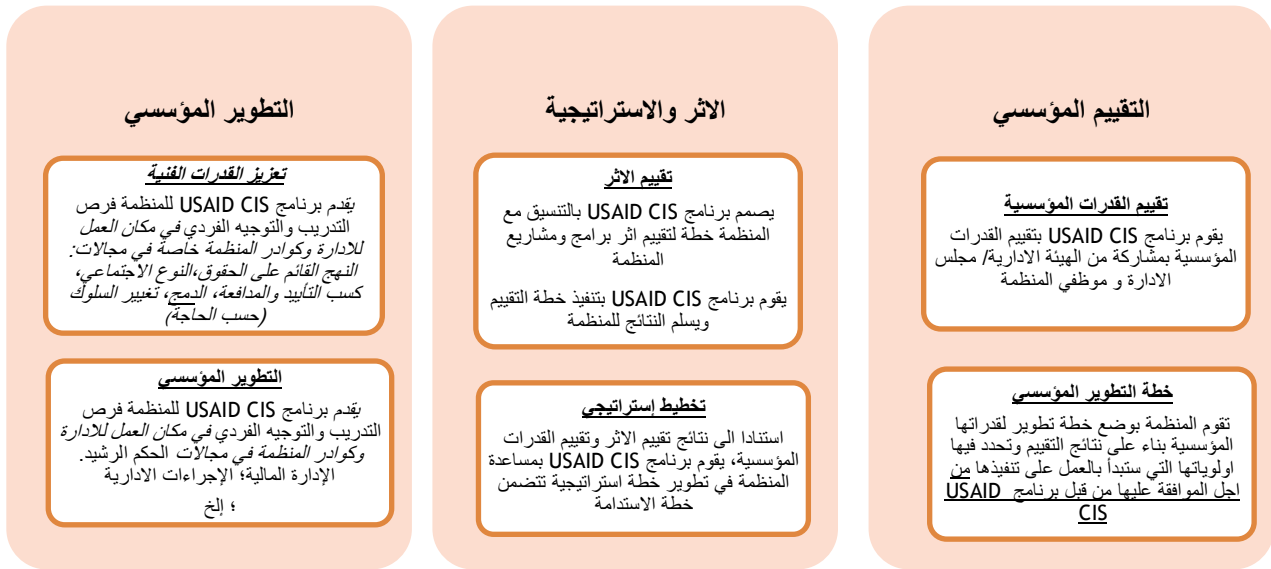 التقييم المؤسسي
تقييم القدرات المؤسسية
يقوم برنامج USAID CIS بتقييم القدرات
المؤسسية بمشاركة من الهيئة الادارية/ مجلس
الادارة و موظفي المنظمة
خطة التطوير المؤسسي
تقوم المنظمة بوضع خطة تطوير لقدراتها
المؤسسية بناء على نتائج التقييم وتحدد فيها
اولوياتها التي ستبدأ بالعمل على تنفيذها من
اجل الموافقة عليها من قبل برنامج USAID
CIS
الاثر والاستراتيجية
تقييم الاثر
يصمم برنامج USAID CIS بالتنسيق مع
المنظمة خطة لتقييم اثر برامج ومشاريع
المنظمة
يقوم برنامج USAID CIS بتنفيذ خطة التقييم
ويسلم النتائج للمنظمة
تخطيط إستراتيجي
استنادا الى نتائج تقييم الاثر وتقييم القدرات
المؤسسية، يقوم برنامج USAID CIS بمساعدة
المنظمة في تطوير خطة استراتيجية تتضمن
خطة الاستدامة
التطوير المؤسسي
تعزيز القدرات الفنية
يقدم برنامج USAID CIS للمنظمة فرص
التدريب والتوجيه الفردي في مكان العمل
للادارة وكوادر المنظمة خاصة في مجالات:
النهج القائم على الحقوق،النوع الاجتماعي،
كسب التأييد والمدافعة، الدمج، تغيير السلوك
(حسب الحاجة)
التطوير المؤسسي
يقدم برنامج USAID CIS للمنظمة فرص
التدريب والتوجيه الفردي في مكان العمل للادارة
وكوادر المنظمة في مجالات الحكم الرشيد.
الإدارة المالية؛ الإجراءات الادارية
؛ إلخ